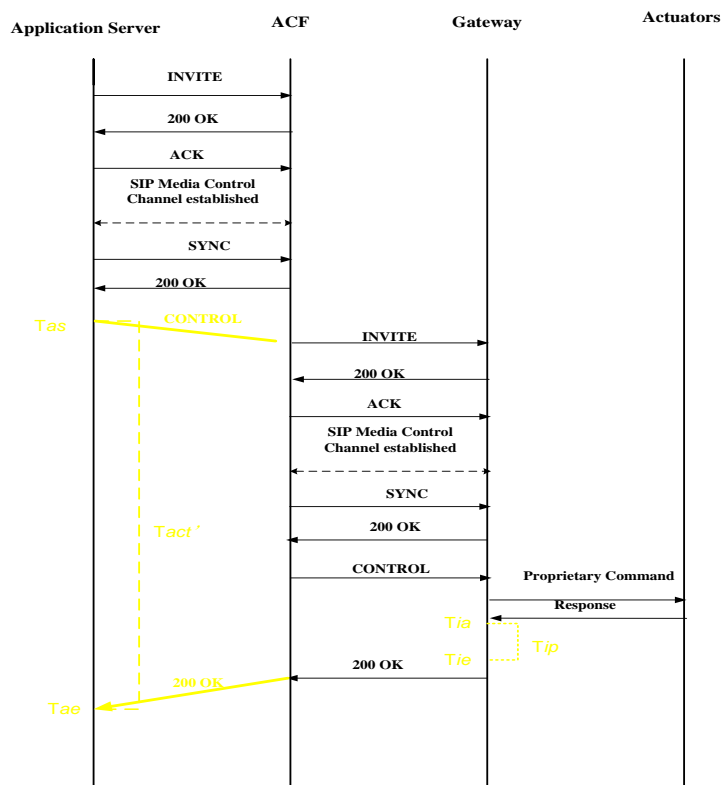 Application Server
ACF
Gateway
Actuators
INVITE
200 OK
ACK
SIP Media Control
Channel established
SYNC
200 OK
Tas
CONTROL
INVITE
200 OK
ACK
SIP Media Control
Channel established
SYNC
Tact'
200 OK
CONTROL
Proprietary Command
Response
Tia
Tip
Tie
200 OK
200 OK
Tae